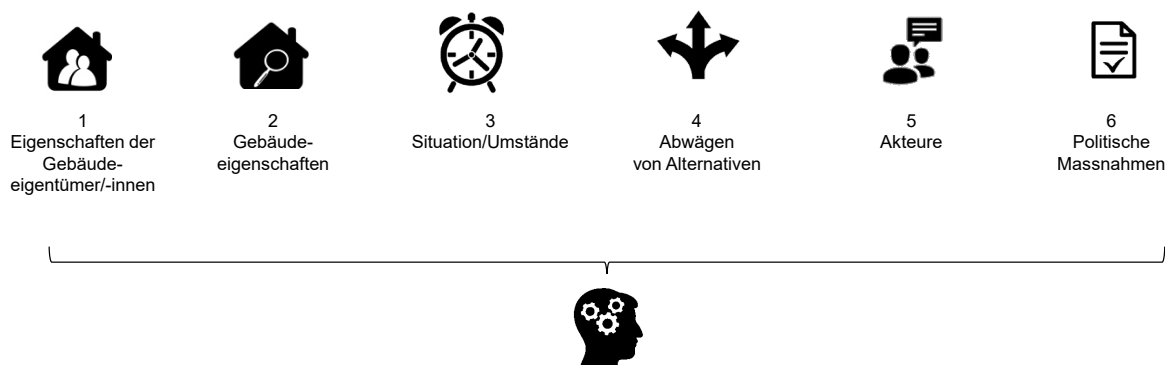 1
Eigenschaften der
Gebäude-
eigentümer/-innen
2
Gebäude-
eigenschaften
3
Situation/Umstände
4
Abwägen
von Alternativen
5
Akteure
6
Politische
Massnahmen